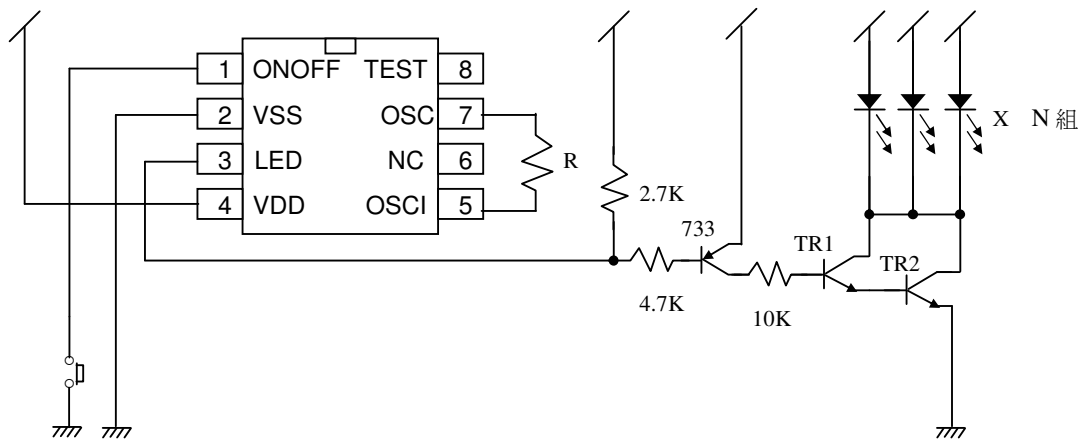 1 ONOFF TEST 8
2 VSS OSC 7
3 LED NC 6
4 VDD OSCI 5
R
2.7K
4.7K
733
10K
TR1
TR2
X N 組